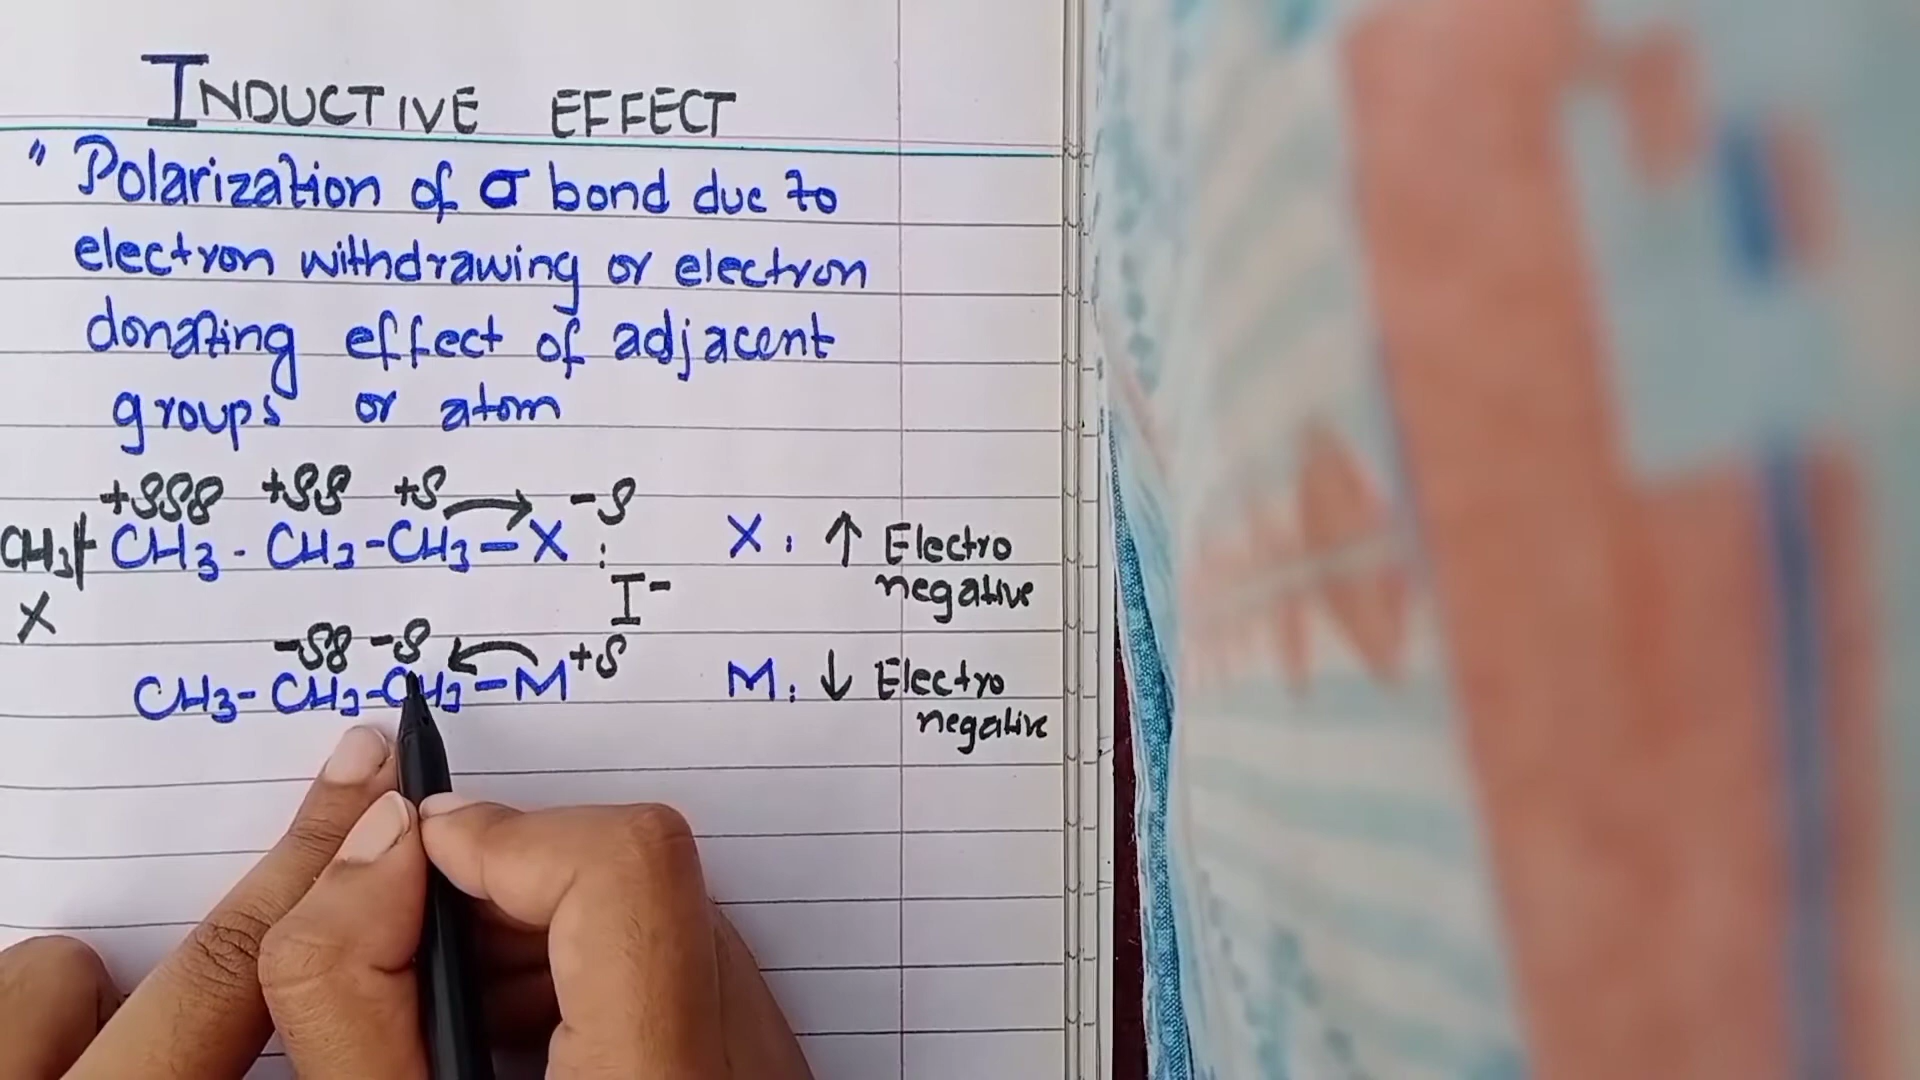 INDUCTIVE EFFECT
" Polarization of σ bond due to
electron withdrawing or electron
donating effect of adjacent
groups or atom
+δδδ +δδ +δ -δ
CH3 CH3 - CH2 - CH2 - X X : ↑ Electro
negative
X I-
-δδ -δ +δ
CH3 - CH2 - CH2 - M M : ↓ Electro
negative